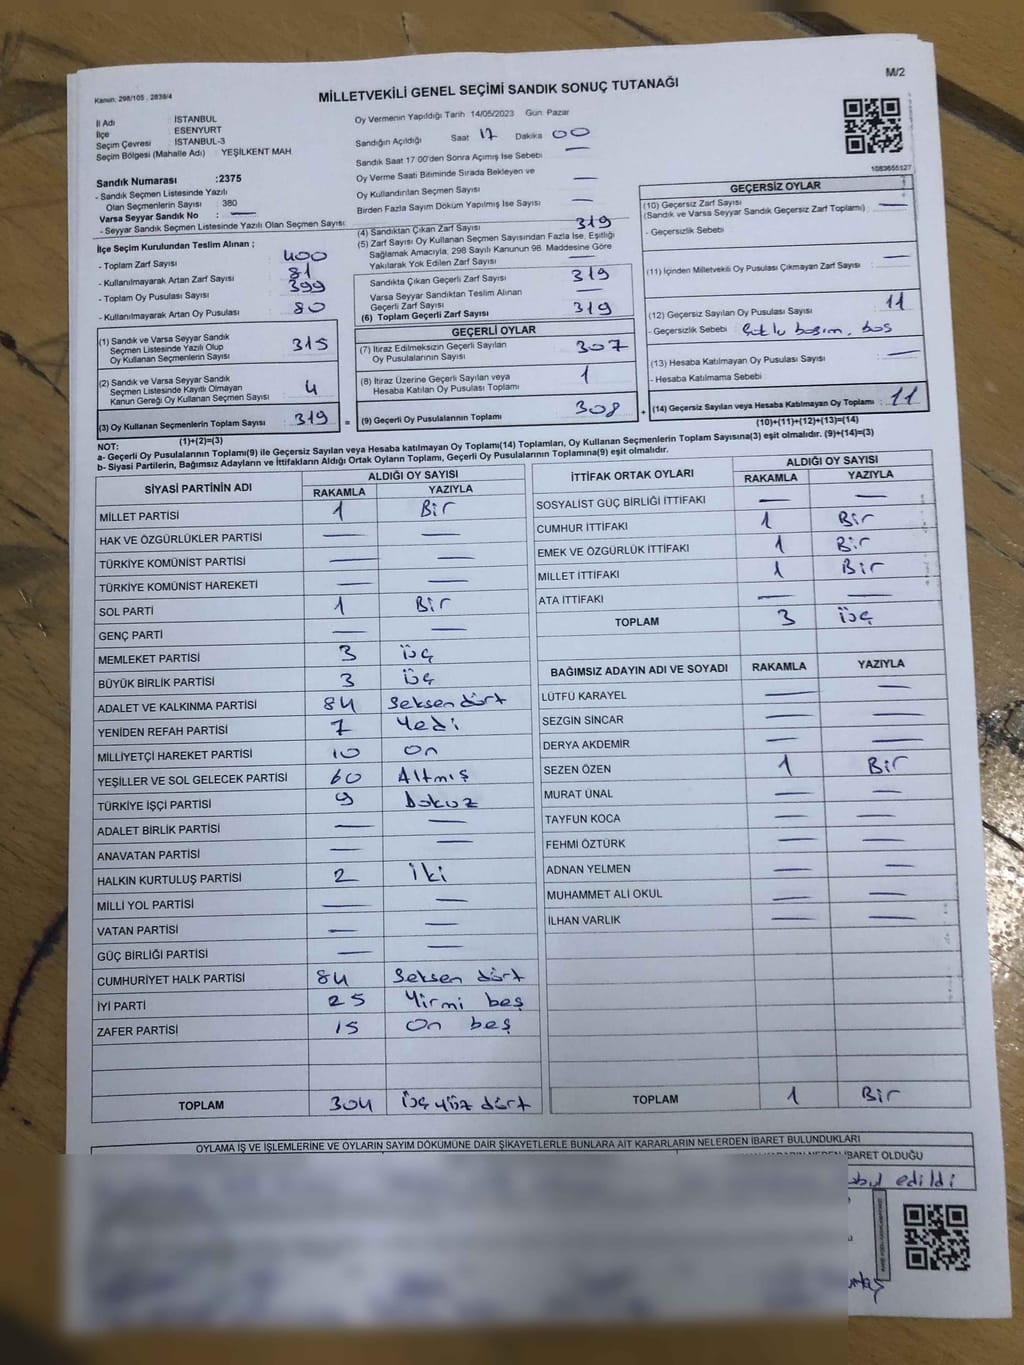 M/2
Kanun: 298/105 , 2839/4
MİLLETVEKİLİ GENEL SEÇİMİ SANDIK SONUÇ TUTANAĞI
İl Adı : İSTANBUL
İlçe : ESENYURT
Seçim Çevresi : İSTANBUL-3
Seçim Bölgesi (Mahalle Adı) : YEŞİLKENT MAH
Oy Vermenin Yapıldığı Tarih 14/05/2023 Gün: Pazar
Sandığın Açıldığı Saat 17 Dakika 00
Sandık Saat 17:00'den Sonra Açımış İse Sebebi —
Oy Verme Saati Bitiminde Sırada Bekleyen ve
Oy Kullandırılan Seçmen Sayısı —
Birden Fazla Sayım Döküm Yapılmış İse Sayısı —
1083655127
Sandık Numarası :2375
- Sandık Seçmen Listesinde Yazılı
Olan Seçmenlerin Sayısı : 380
Varsa Seyyar Sandık No : —
- Seyyar Sandık Seçmen Listesinde Yazılı Olan Seçmen Sayısı:
İlçe Seçim Kurulundan Teslim Alınan ;
- Toplam Zarf Sayısı : 400
- Kullanılmayarak Artan Zarf Sayısı : 81
- Toplam Oy Pusulası Sayısı : 399
- Kullanılmayarak Artan Oy Pusulası : 80
(1) Sandık ve Varsa Seyyar Sandık
Seçmen Listesinde Yazılı Olup
Oy Kullanan Seçmenlerin Sayısı : 315
(2) Sandık ve Varsa Seyyar Sandık
Seçmen Listesinde Kayıtlı Olmayan
Kanun Gereği Oy Kullanan Seçmen Sayısı : 4
(3) Oy Kullanan Seçmenlerin Toplam Sayısı : 319
(1)+(2)=(3)
(4) Sandıktan Çıkan Zarf Sayısı : 319
(5) Zarf Sayısı Oy Kullanan Seçmen Sayısından Fazla İse, Eşitliği
Sağlamak Amacıyla, 298 Sayılı Kanunun 98. Maddesine Göre
Yakılarak Yok Edilen Zarf Sayısı : —
Sandıkta Çıkan Geçerli Zarf Sayısı : 319
Varsa Seyyar Sandıktan Teslim Alınan
Geçerli Zarf Sayısı : —
(6) Toplam Geçerli Zarf Sayısı : 319
GEÇERLİ OYLAR
(7) İtiraz Edilmeksizin Geçerli Sayılan
Oy Pusulalarının Sayısı : 307
(8) İtiraz Üzerine Geçerli Sayılan veya
Hesaba Katılan Oy Pusulası Toplamı : 1
= (9) Geçerli Oy Pusulalarının Toplamı : 308
GEÇERSİZ OYLAR
(10) Geçersiz Zarf Sayısı : —
(Sandık ve Varsa Seyyar Sandık Geçersiz Zarf Toplamı)
- Geçersizlik Sebebi :
(11) İçinden Milletvekili Oy Pusulası Çıkmayan Zarf Sayısı : —
(12) Geçersiz Sayılan Oy Pusulası Sayısı : 11
- Geçersizlik Sebebi : basım, boş
(13) Hesaba Katılmayan Oy Pusulası Sayısı : —
- Hesaba Katılmama Sebebi :
+ (14) Geçersiz Sayılan veya Hesaba Katılmayan Oy Toplamı : 11
(10)+(11)+(12)+(13)=(14)
NOT:
a- Geçerli Oy Pusulalarının Toplamı(9) ile Geçersiz Sayılan veya Hesaba katılmayan Oy Toplamı(14) Toplamları, Oy Kullanan Seçmenlerin Toplam Sayısına(3) eşit olmalıdır. (9)+(14)=(3)
b- Siyasi Partilerin, Bağımsız Adayların ve İttifakların Aldığı Ortak Oyların Toplamı, Geçerli Oy Pusulalarının Toplamına(9) eşit olmalıdır.
SİYASİ PARTİNİN ADI ALDIĞI OY SAYISI
RAKAMLA YAZIYLA
MİLLET PARTİSİ 1 Bir
HAK VE ÖZGÜRLÜKLER PARTİSİ — —
TÜRKİYE KOMÜNİST PARTİSİ — —
TÜRKİYE KOMÜNİST HAREKETİ — —
SOL PARTİ 1 Bir
GENÇ PARTİ — —
MEMLEKET PARTİSİ 3 üç
BÜYÜK BİRLİK PARTİSİ 3 üç
ADALET VE KALKINMA PARTİSİ 84 Seksen dört
YENİDEN REFAH PARTİSİ 7 Yedi
MİLLİYETÇİ HAREKET PARTİSİ 10 On
YEŞİLLER VE SOL GELECEK PARTİSİ 60 Altmış
TÜRKİYE İŞÇİ PARTİSİ 9 Dokuz
ADALET BİRLİK PARTİSİ — —
ANAVATAN PARTİSİ — —
HALKIN KURTULUŞ PARTİSİ 2 İki
MİLLİ YOL PARTİSİ — —
VATAN PARTİSİ — —
GÜÇ BİRLİĞİ PARTİSİ — —
CUMHURİYET HALK PARTİSİ 84 Seksen dört
İYİ PARTİ 25 Yirmi beş
ZAFER PARTİSİ 15 On beş
TOPLAM 304 üç yüz dört
İTTİFAK ORTAK OYLARI ALDIĞI OY SAYISI
RAKAMLA YAZIYLA
SOSYALİST GÜÇ BİRLİĞİ İTTİFAKI — —
CUMHUR İTTİFAKI 1 Bir
EMEK VE ÖZGÜRLÜK İTTİFAKI 1 Bir
MİLLET İTTİFAKI 1 Bir
ATA İTTİFAKI — —
TOPLAM 3 üç
BAĞIMSIZ ADAYIN ADI VE SOYADI RAKAMLA YAZIYLA
LÜTFÜ KARAYEL — —
SEZGİN SİNCAR — —
DERYA AKDEMİR — —
SEZEN ÖZEN 1 Bir
MURAT ÜNAL — —
TAYFUN KOCA — —
FEHMİ ÖZTÜRK — —
ADNAN YELMEN — —
MUHAMMET ALİ OKUL — —
İLHAN VARLIK — —
TOPLAM 1 Bir
OYLAMA İŞ VE İŞLEMLERİNE VE OYLARIN SAYIM DÖKÜMÜNE DAİR ŞİKAYETLERLE BUNLARA AİT KARARLARIN NELERDEN İBARET BULUNDUKLARI
NEDEN İBARET OLDUĞU
edildi